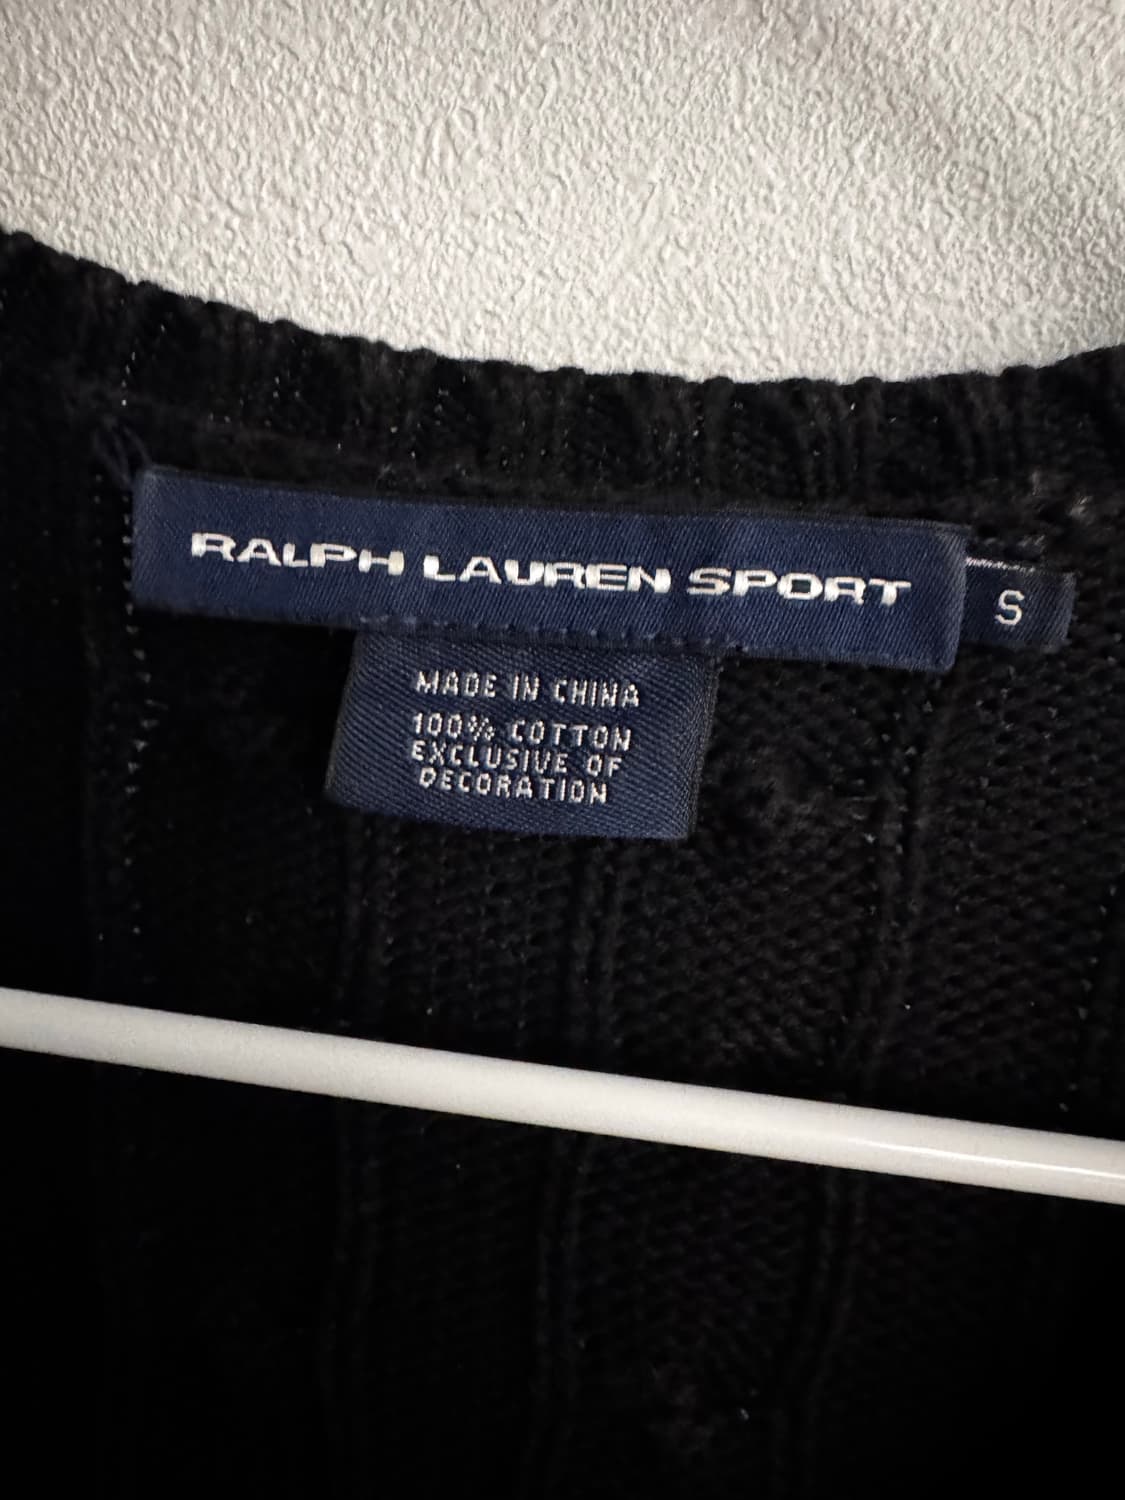 RALPH LAUREN SPORT
S
MADE IN CHINA
100% COTTON
EXCLUSIVE OF
DECORATION